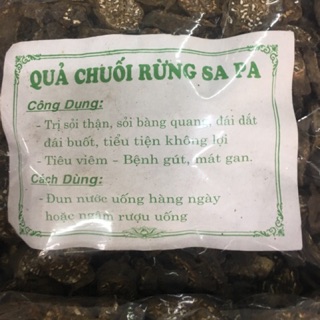 QUẢ CHUỐI RỪNG SA PA
Công Dụng:
- Trị sỏi thận, sỏi bàng quang, đái dắt
đái buốt, tiểu tiện không lợi
- Tiêu viêm – Bệnh gút, mát gan.
Cách Dùng:
- Đun nước uống hàng ngày
hoặc ngâm rượu uống